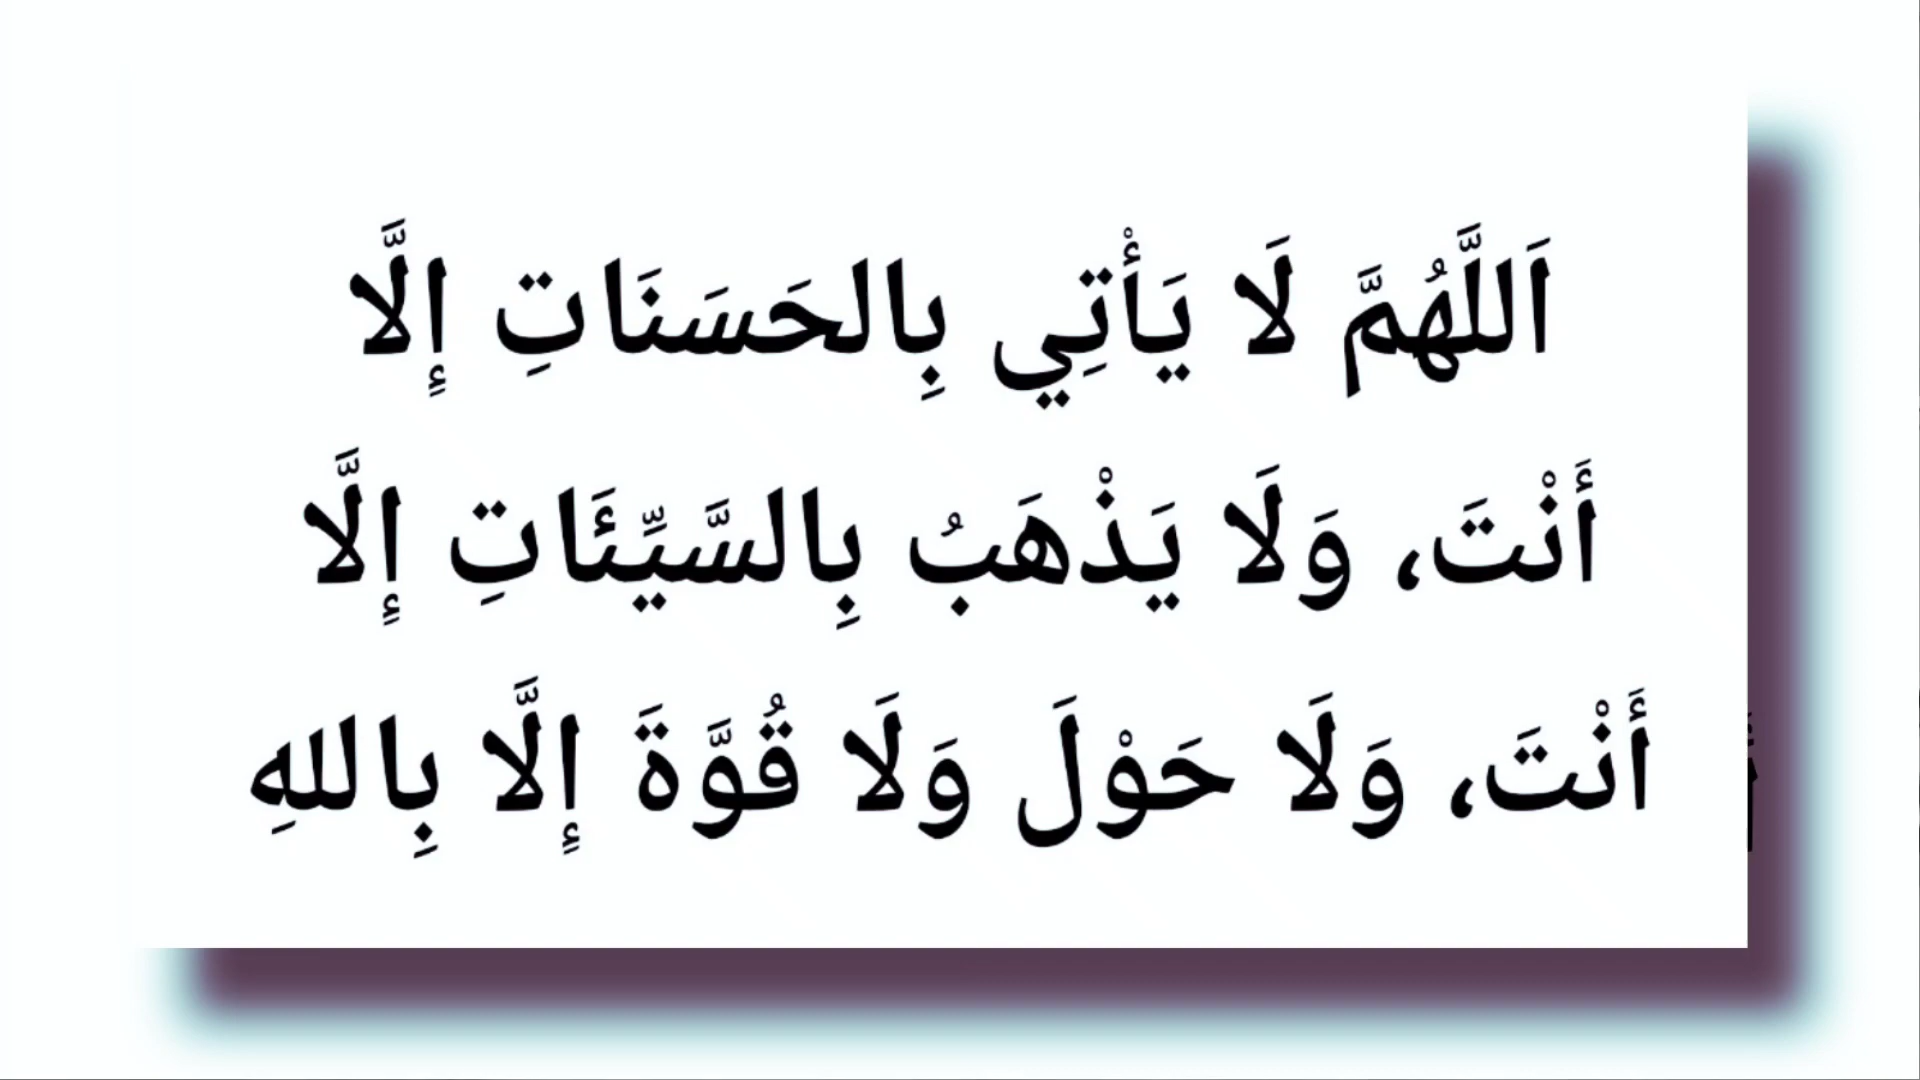 اَللَّهُمَّ لَا يَأْتِي بِالحَسَنَاتِ إِلَّا
أَنْتَ، وَلَا يَذْهَبُ بِالسَّيِّئَاتِ إِلَّا
أَنْتَ، وَلَا حَوْلَ وَلَا قُوَّةَ إِلَّا بِاللهِ